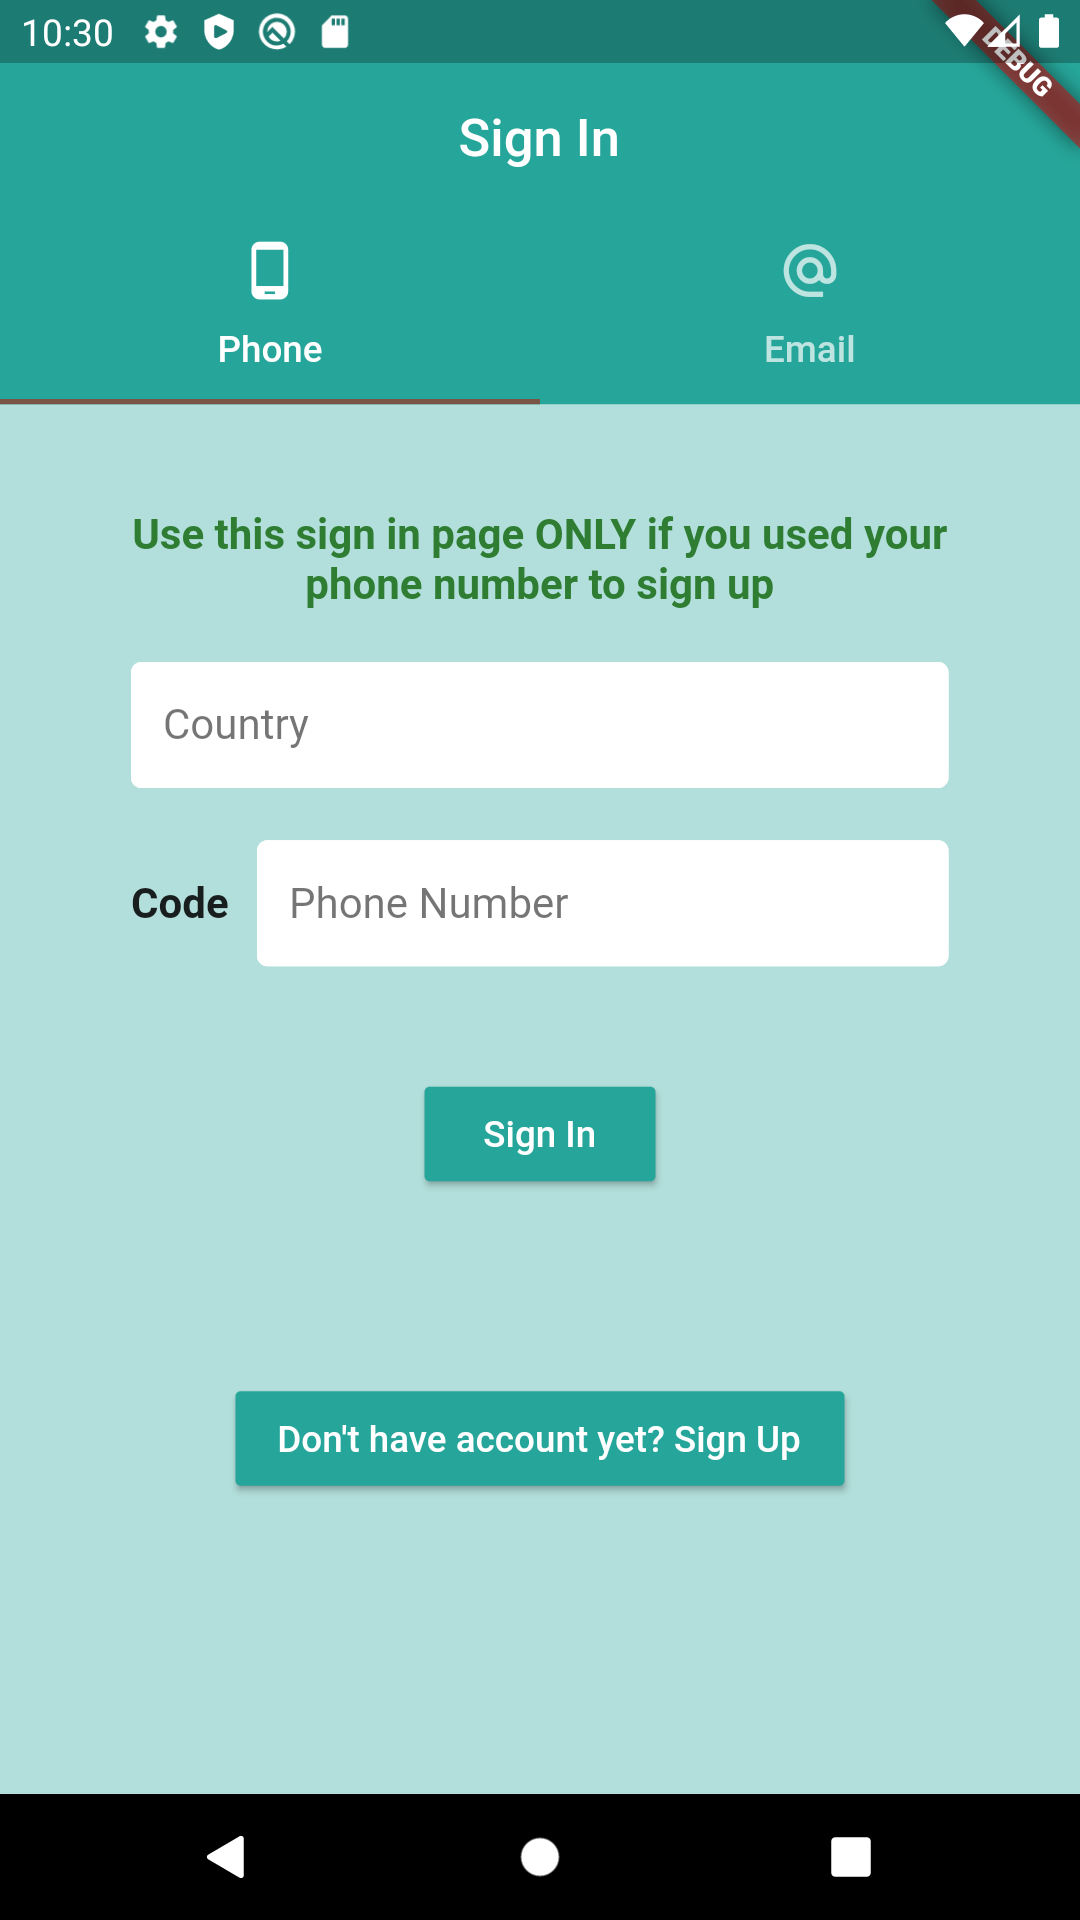 10:30
DEBUG
Sign In
Phone
Email
Use this sign in page ONLY if you used your
phone number to sign up
Country
Code
Phone Number
Sign In
Don't have account yet? Sign Up